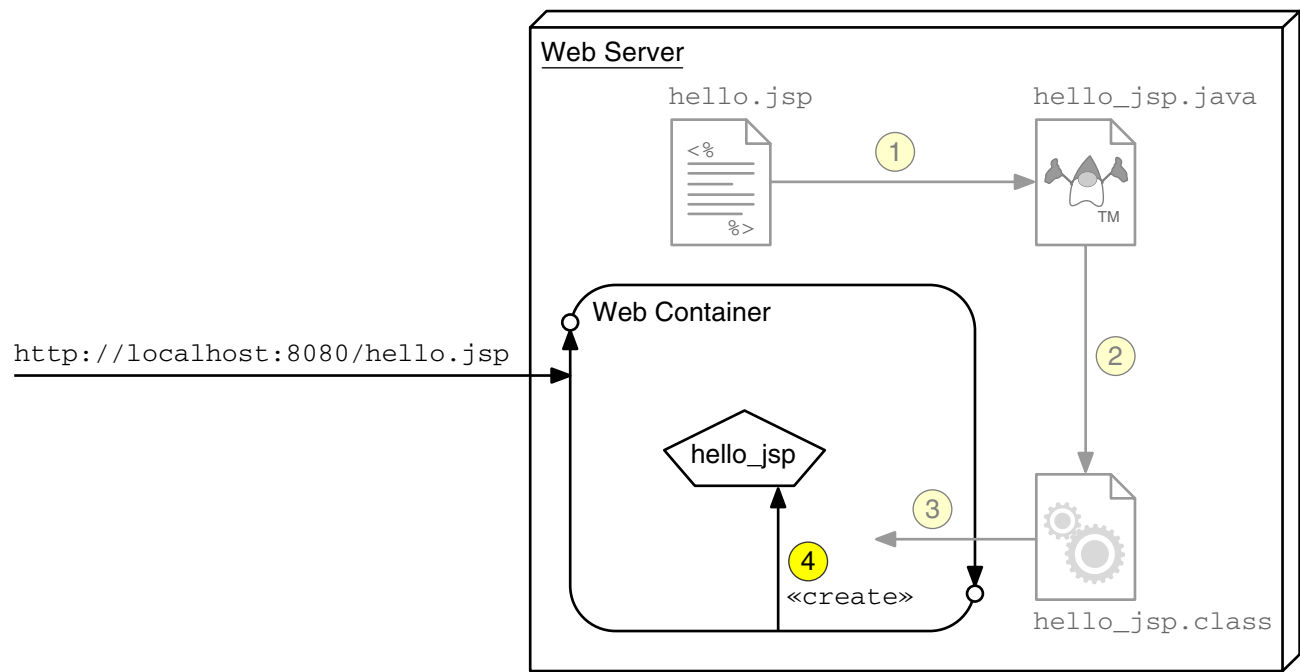 Web Server
hello.jsp
hello_jsp.java
<%
%>
1
TM
Web Container
http://localhost:8080/hello.jsp
2
hello_jsp
3
4
«create»
hello_jsp.class